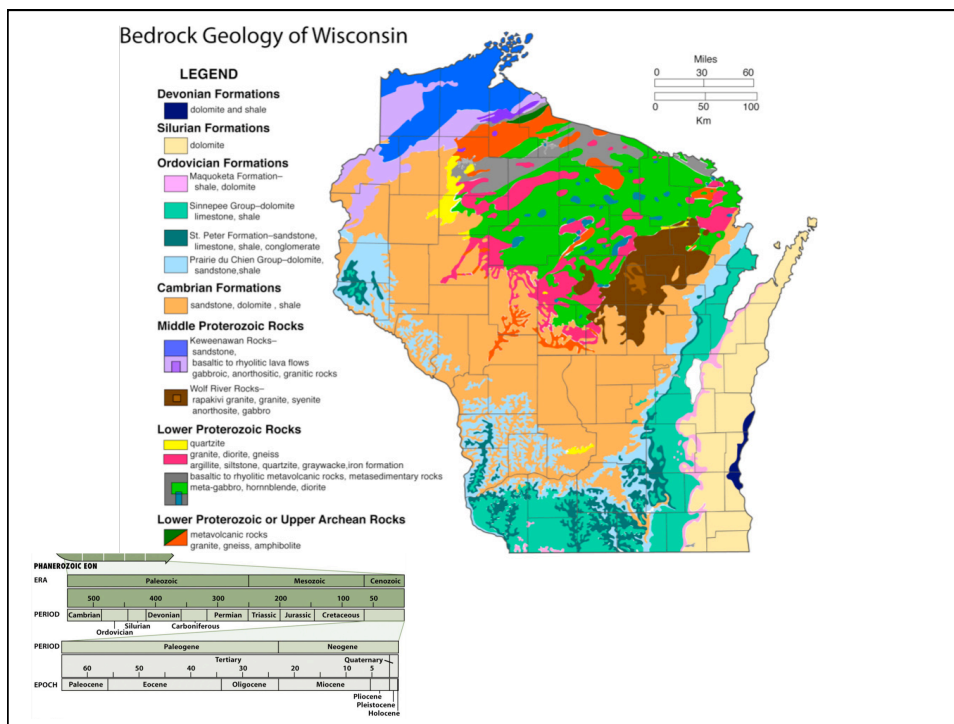 Bedrock Geology of Wisconsin
LEGEND
Devonian Formations
dolomite and shale
Silurian Formations
dolomite
Ordovician Formations
Maquoketa Formation–
shale, dolomite
Sinnepee Group–dolomite
limestone, shale
St. Peter Formation–sandstone,
limestone, shale, conglomerate
Prairie du Chien Group–dolomite,
sandstone,shale
Cambrian Formations
sandstone, dolomite , shale
Middle Proterozoic Rocks
Keweenawan Rocks–
sandstone,
basaltic to rhyolitic lava flows
gabbroic, anorthositic, granitic rocks
Wolf River Rocks–
rapakivi granite, granite, syenite
anorthosite, gabbro
Lower Proterozoic Rocks
quartzite
granite, diorite, gneiss
argillite, siltstone, quartzite, graywacke,iron formation
basaltic to rhyolitic metavolcanic rocks, metasedimentary rocks
meta-gabbro, hornnblende, diorite
Lower Proterozoic or Upper Archean Rocks
metavolcanic rocks
granite, gneiss, amphibolite
Miles
0 30 60
0 50 100
Km
PHANEROZOIC EON
ERA Paleozoic Mesozoic Cenozoic
500 400 300 200 100 50
PERIOD Cambrian Devonian Permian Triassic Jurassic Cretaceous
Silurian Carboniferous
Ordovician
PERIOD Paleogene Neogene
Tertiary Quaternary
60 50 40 30 20 10 5
EPOCH Paleocene Eocene Oligocene Miocene
Pliocene
Pleistocene
Holocene